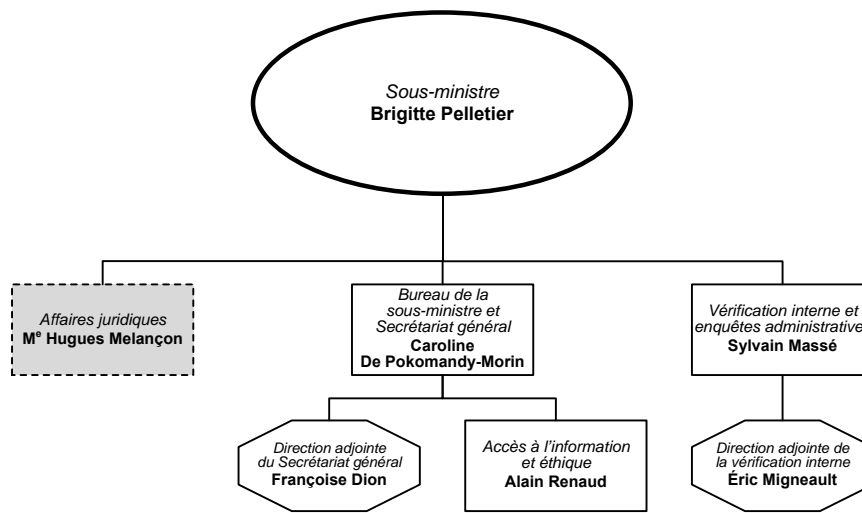 Sous-ministre
Brigitte Pelletier
Affaires juridiques
Me Hugues Melançon
Bureau de la
sous-ministre et
Secrétariat général
Caroline
De Pokomandy-Morin
Vérification interne et
enquêtes administrative
Sylvain Massé
Direction adjointe
du Secrétariat général
Françoise Dion
Accès à l'information
et éthique
Alain Renaud
Direction adjointe de
la vérification interne
Éric Migneault